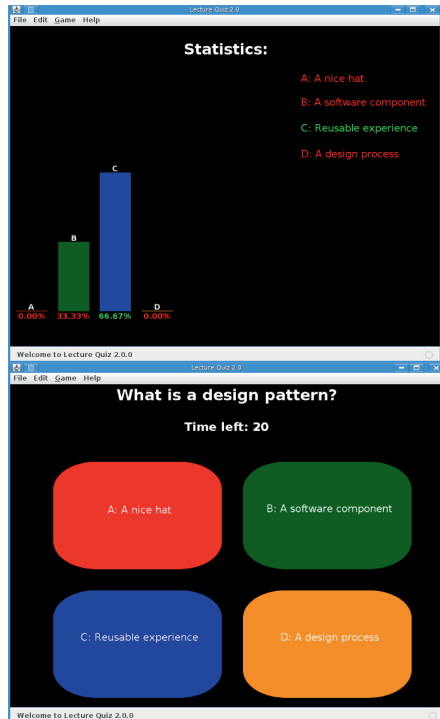 Lecture Quiz 2.0
File Edit Game Help
Statistics:
A: A nice hat
B: A software component
C: Reusable experience
D: A design process
C
B
A
D
0.00% 33.33% 66.67% 0.00%
Welcome to Lecture Quiz 2.0.0
Lecture Quiz 2.0
File Edit Game Help
What is a design pattern?
Time left: 20
A: A nice hat
B: A software component
C: Reusable experience
D: A design process
Welcome to Lecture Quiz 2.0.0